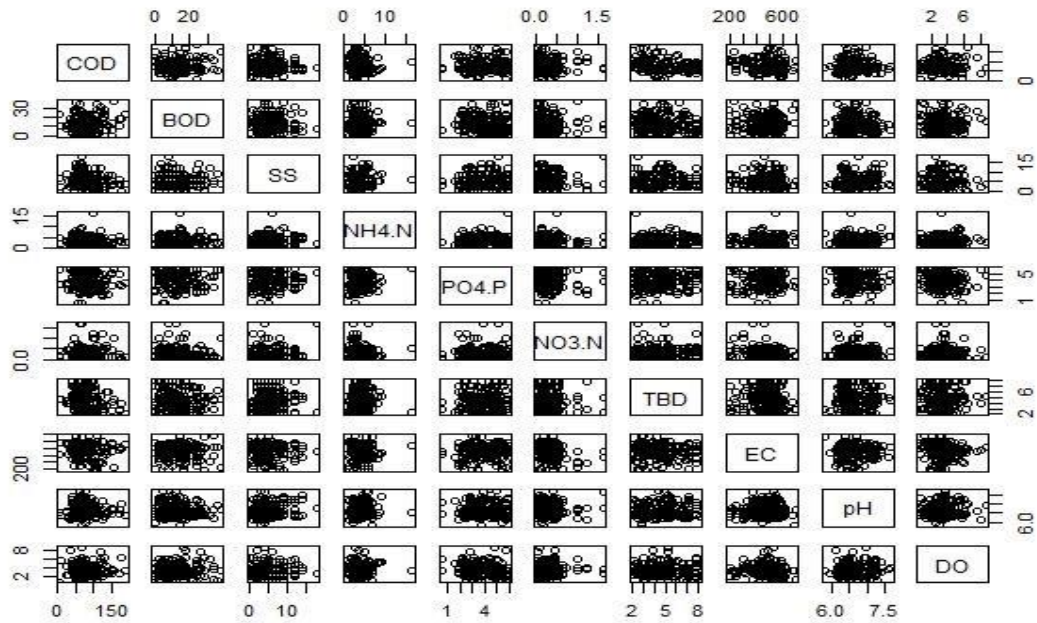 0 20 0 10 0.0 1.5 200 600 2 6
COD 0
0 30 BOD
SS 0 15
0 15 NH4.N
PO4.P 1 5
0.0 NO3.N
TBD 2 6
200 EC
pH 6.0
2 8 DO
0 150 0 10 1 4 2 5 8 6.0 7.5